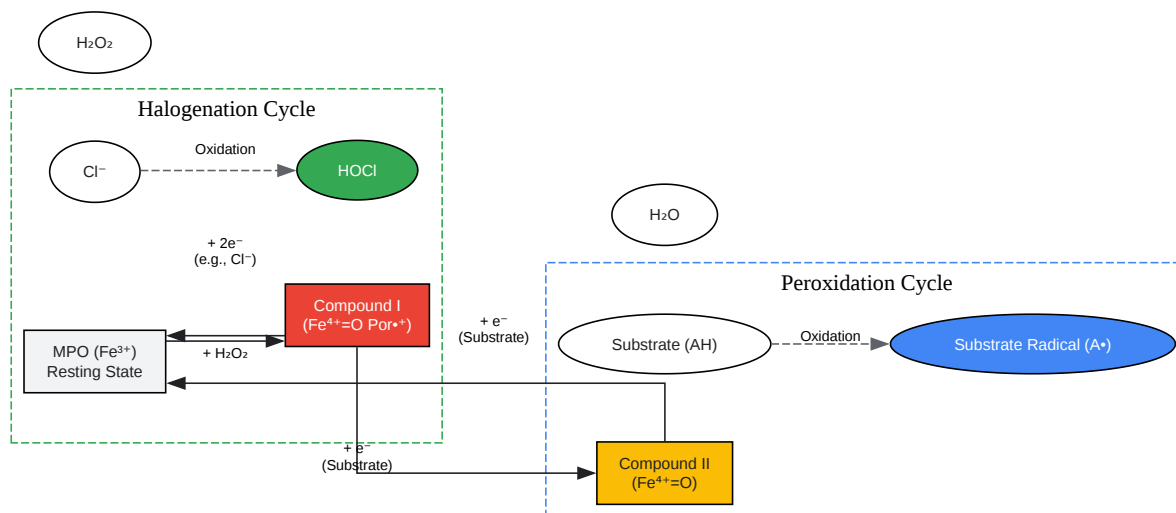 H₂O₂
Halogenation Cycle
Oxidation
Cl⁻
HOCl
H₂O
+ 2e⁻
(e.g., Cl⁻)
Peroxidation Cycle
Compound I
(Fe⁴⁺=O Por•⁺)
+ e⁻
(Substrate)
Substrate (AH)
Oxidation
Substrate Radical (A•)
MPO (Fe³⁺)
Resting State
+ H₂O₂
+ e⁻
(Substrate)
Compound II
(Fe⁴⁺=O)